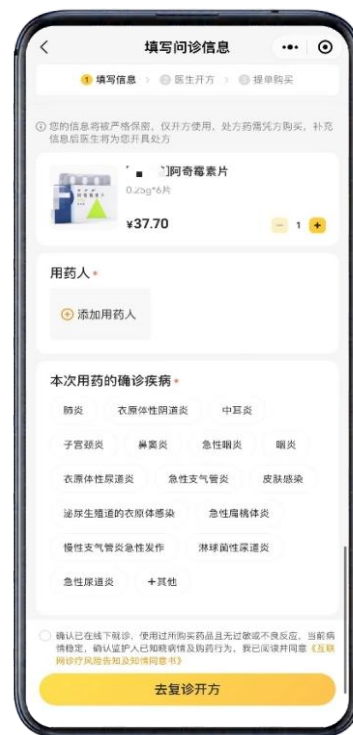 填写问诊信息
1 填写信息 > 2 医生开方 > 3 提单购买
您的信息将被严格保密，仅开方使用，处方药需凭方购买，补充
信息后医生将为您开具处方
]阿奇霉素片
0.25g*6片
¥37.70
- 1 +
用药人*
添加用药人
本次用药的确诊疾病*
肺炎 衣原体性阴道炎 中耳炎
子宫颈炎 鼻窦炎 急性咽炎 咽炎
衣原体性尿道炎 急性支气管炎 皮肤感染
泌尿生殖道的衣原体感染 急性扁桃体炎
慢性支气管炎急性发作 淋球菌性尿道炎
急性尿道炎 +其他
确认已在线下就诊，使用过所购买药品且无过敏或不良反应，当前病
情稳定，确认监护人已知晓病情及购药行为，我已阅读并同意《互联
网诊疗风险告知及知情同意书》
去复诊开方